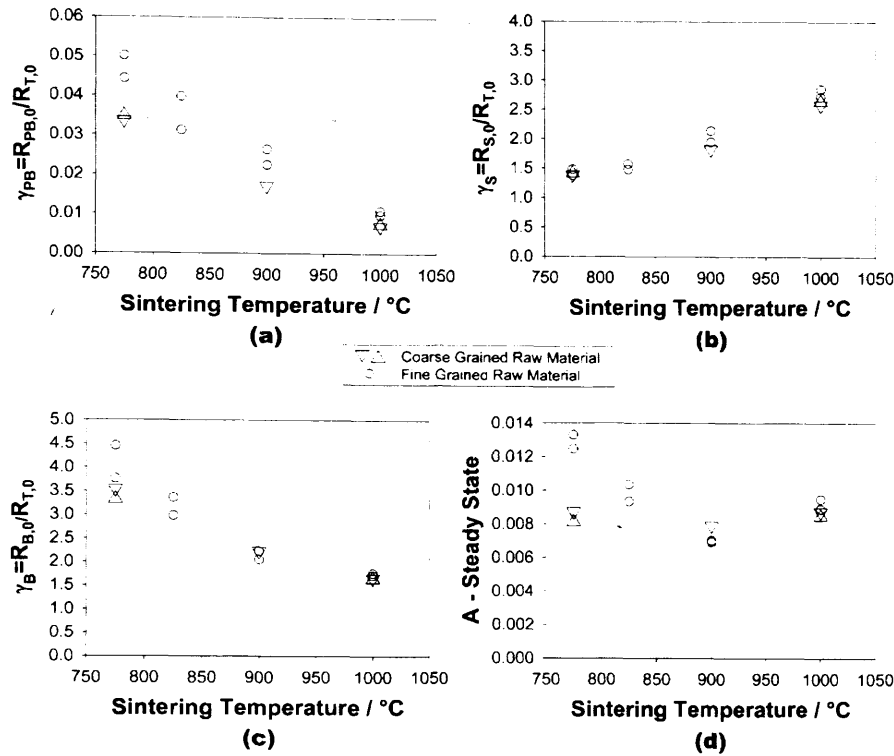 0.06
0.05
0.04
0.03
0.02
0.01
0.00
γPB=RPB,0/RT,0
750 800 850 900 950 1000 1050
Sintering Temperature / °C
(a)
4.0
3.5
3.0
2.5
2.0
1.5
1.0
0.5
0.0
γS=RS,0/RT,0
750 800 850 900 950 1000 1050
Sintering Temperature / °C
(b)
Coarse Grained Raw Material
Fine Grained Raw Material
5.0
4.5
4.0
3.5
3.0
2.5
2.0
1.5
1.0
0.5
0.0
γB=RB,0/RT,0
750 800 850 900 950 1000 1050
Sintering Temperature / °C
(c)
0.014
0.012
0.010
0.008
0.006
0.004
0.002
0.000
A - Steady State
750 800 850 900 950 1000 1050
Sintering Temperature / °C
(d)